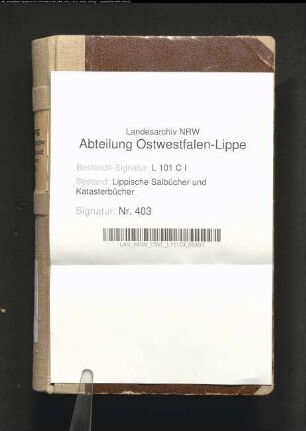 Landesarchiv NRW
Abteilung Ostwestfalen-Lippe
Bestands-Signatur: L 101 C I
Bestand: Lippische Salbücher und
Katasterbücher
Signatur: Nr. 403